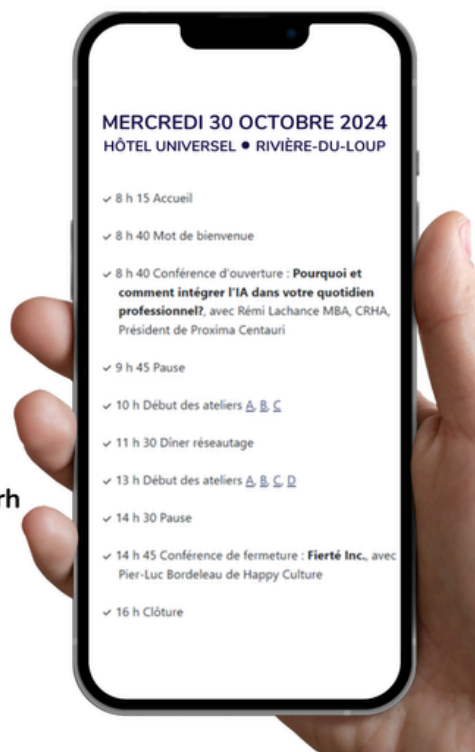 MERCREDI 30 OCTOBRE 2024
HÔTEL UNIVERSEL ● RIVIÈRE-DU-LOUP
✓ 8 h 15 Accueil
✓ 8 h 40 Mot de bienvenue
✓ 8 h 40 Conférence d'ouverture : Pourquoi et
comment intégrer l'IA dans votre quotidien
professionnel?, avec Rémi Lachance MBA, CRHA,
Président de Proxima Centauri
✓ 9 h 45 Pause
✓ 10 h Début des ateliers A, B, C
✓ 11 h 30 Dîner réseautage
✓ 13 h Début des ateliers A, B, C, D
rh
✓ 14 h 30 Pause
✓ 14 h 45 Conférence de fermeture : Fierté Inc., avec
Pier-Luc Bordeleau de Happy Culture
✓ 16 h Clôture